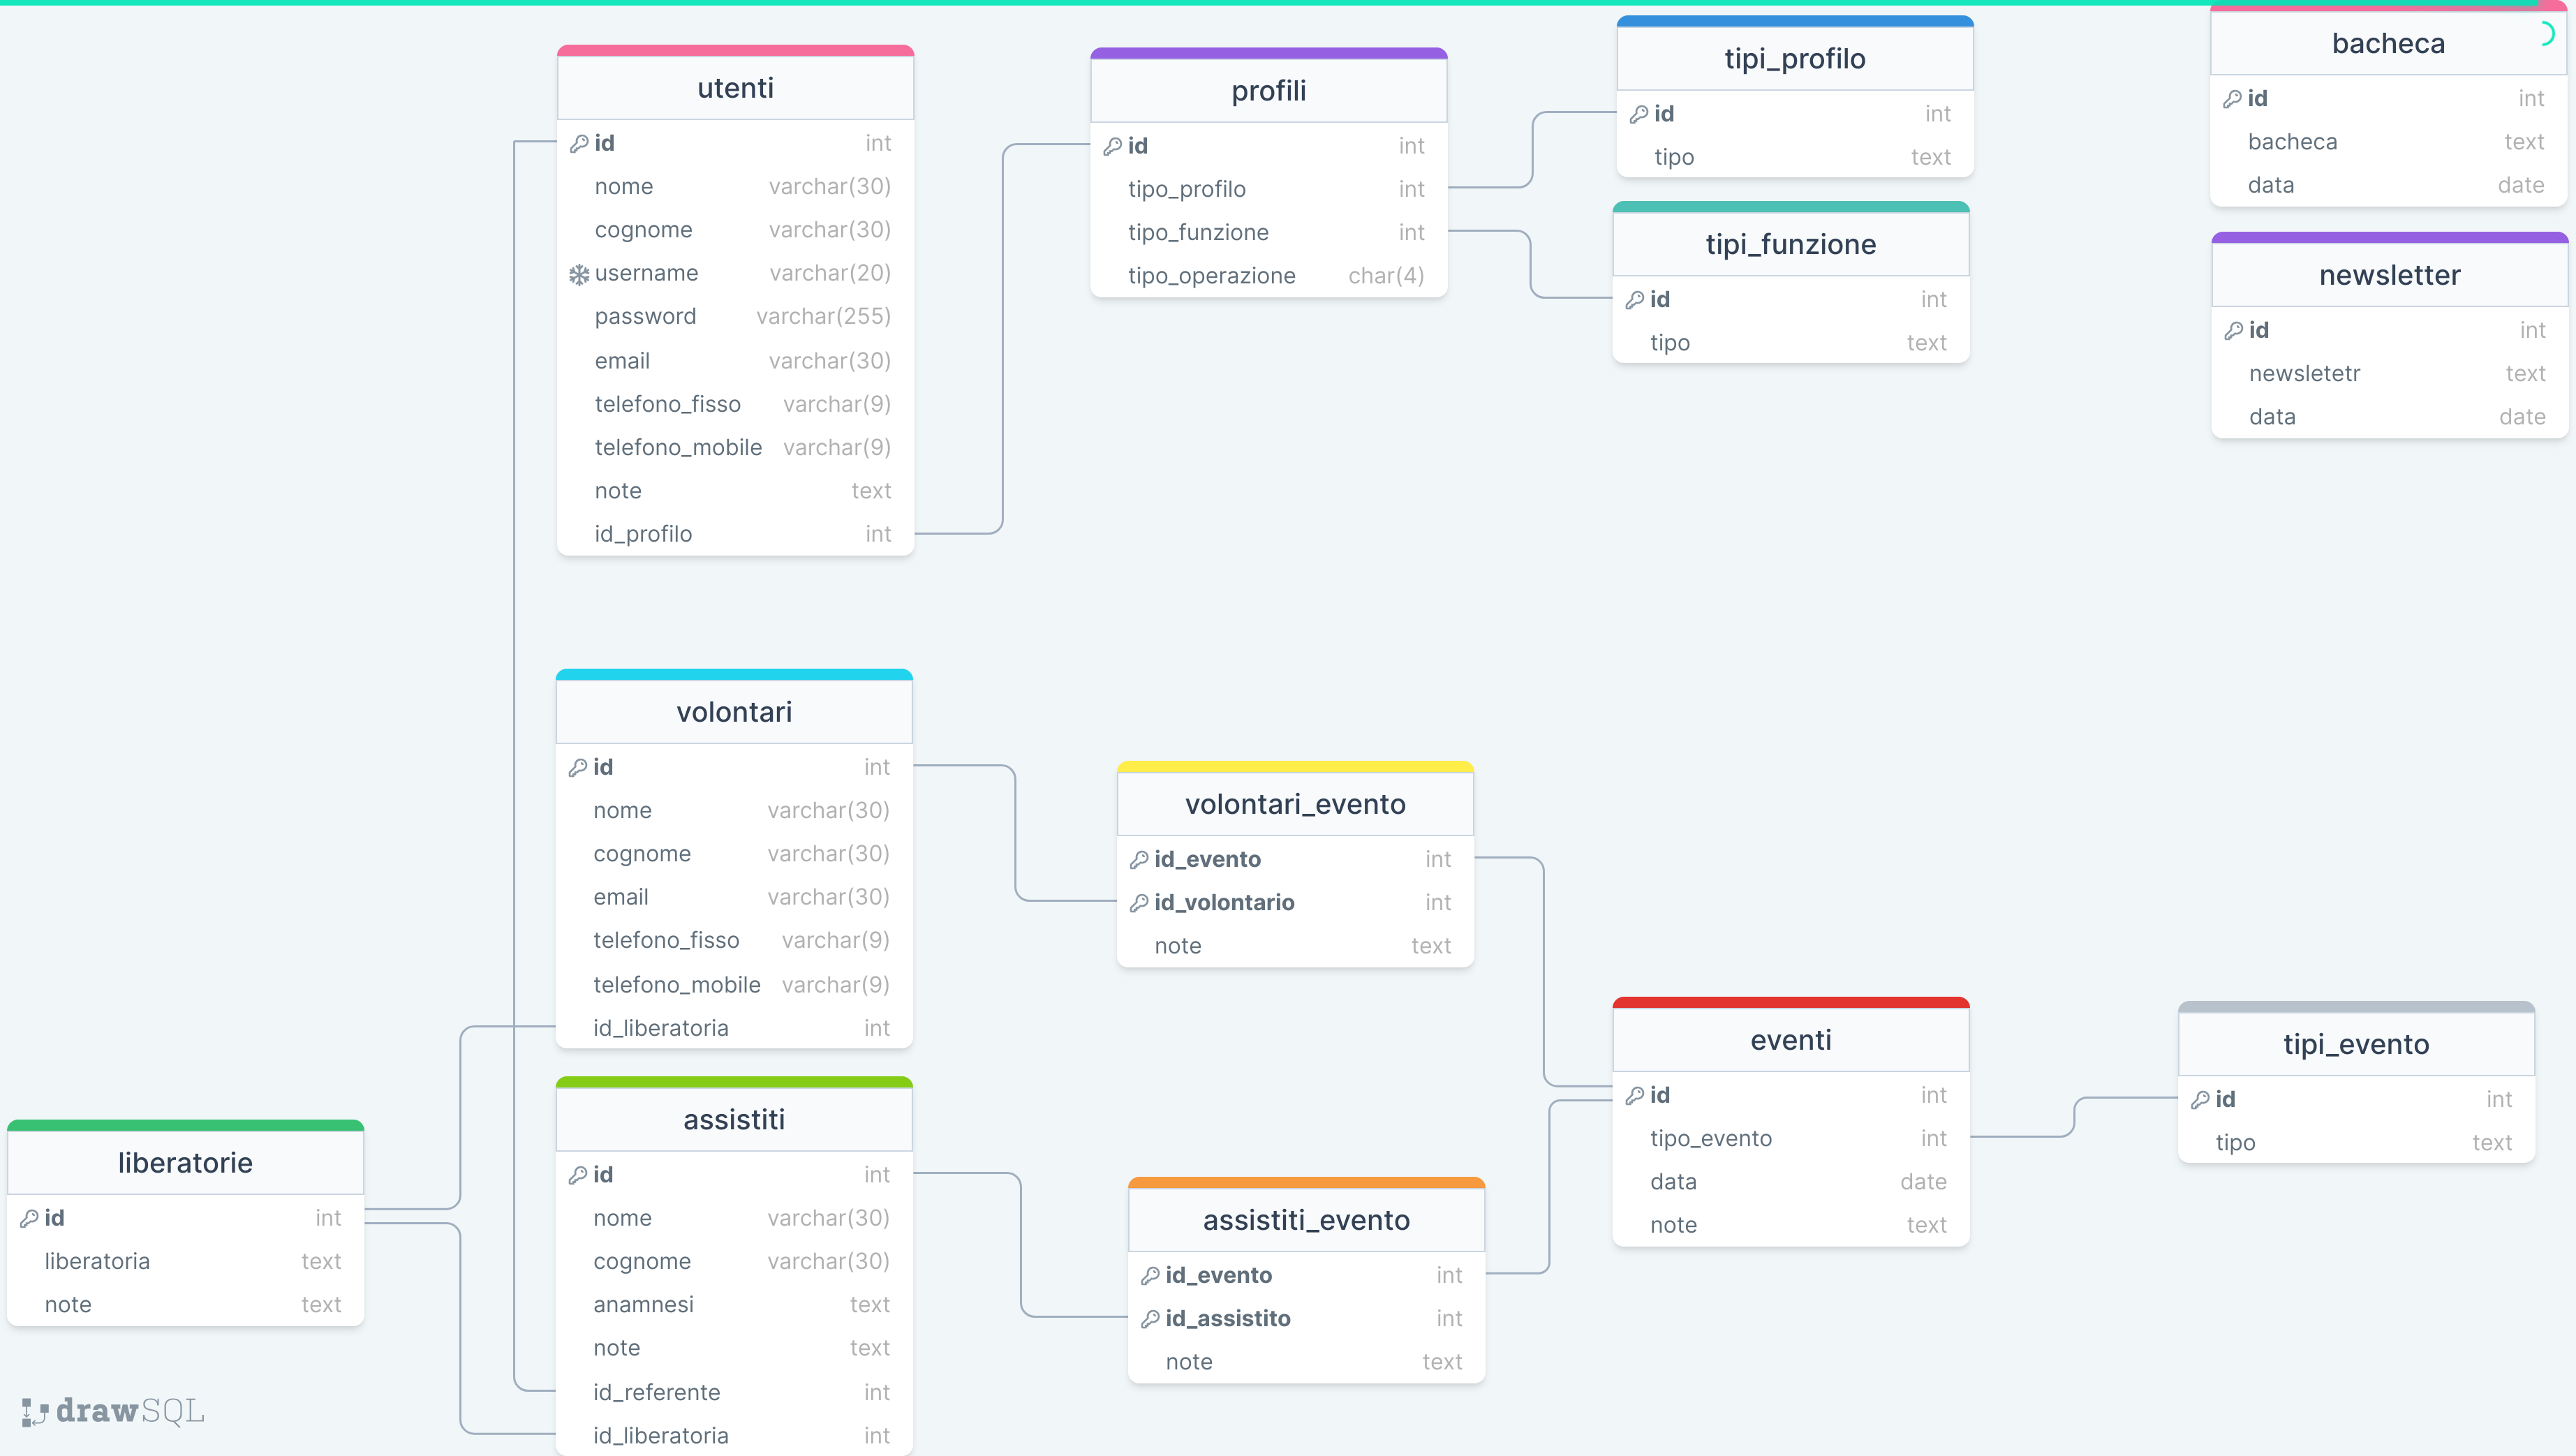 utenti
id int
nome varchar(30)
cognome varchar(30)
username varchar(20)
password varchar(255)
email varchar(30)
telefono_fisso varchar(9)
telefono_mobile varchar(9)
note text
id_profilo int
profili
id int
tipo_profilo int
tipo_funzione int
tipo_operazione char(4)
tipi_profilo
id int
tipo text
tipi_funzione
id int
tipo text
bacheca
id int
bacheca text
data date
newsletter
id int
newsletetr text
data date
volontari
id int
nome varchar(30)
cognome varchar(30)
email varchar(30)
telefono_fisso varchar(9)
telefono_mobile varchar(9)
id_liberatoria int
volontari_evento
id_evento int
id_volontario int
note text
eventi
id int
tipo_evento int
data date
note text
tipi_evento
id int
tipo text
liberatorie
id int
liberatoria text
note text
assistiti
id int
nome varchar(30)
cognome varchar(30)
anamnesi text
note text
id_referente int
id_liberatoria int
assistiti_evento
id_evento int
id_assistito int
note text
drawSQL